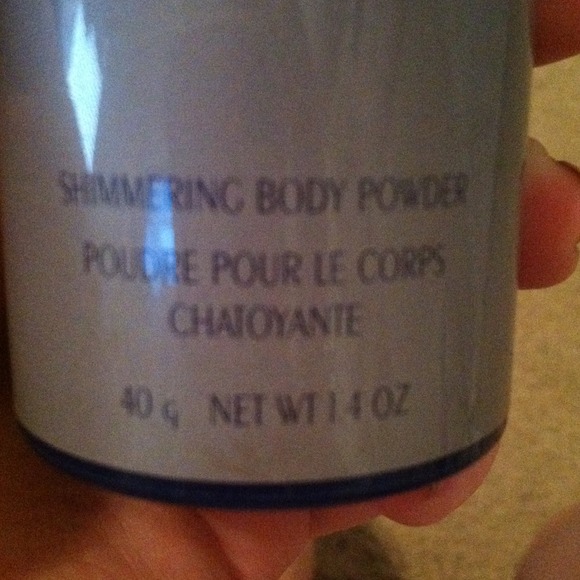 SHIMMERING BODY POWDER
POUDRE POUR LE CORPS
CHATOYANTE
40 g NET WT 1.4 OZ